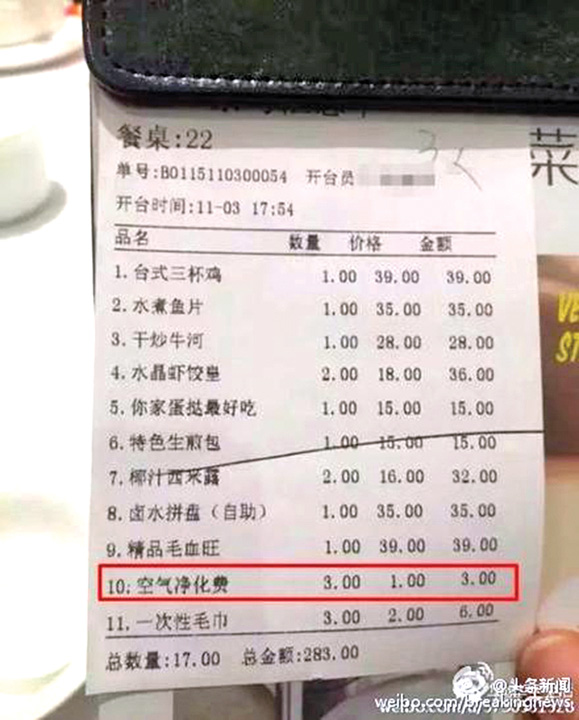 餐桌:22
单号:B0115110300054 开台员
开台时间:11-03 17:54
品名 数量 价格 金额
1.台式三杯鸡 1.00 39.00 39.00
2.水煮鱼片 1.00 35.00 35.00
3.干炒牛河 1.00 28.00 28.00
4.水晶虾饺皇 2.00 18.00 36.00
5.你家蛋挞最好吃 1.00 15.00 15.00
6.特色生煎包 1.00 15.00 15.00
7.椰汁西米露 2.00 16.00 32.00
8.卤水拼盘（自助） 1.00 35.00 35.00
9.精品毛血旺 1.00 39.00 39.00
10.空气净化费 3.00 1.00 3.00
11.一次性毛巾 3.00 2.00 6.00
总数量:17.00 总金额:283.00
菜
VE
ST
@头条新闻
weibo.com/breakingnews